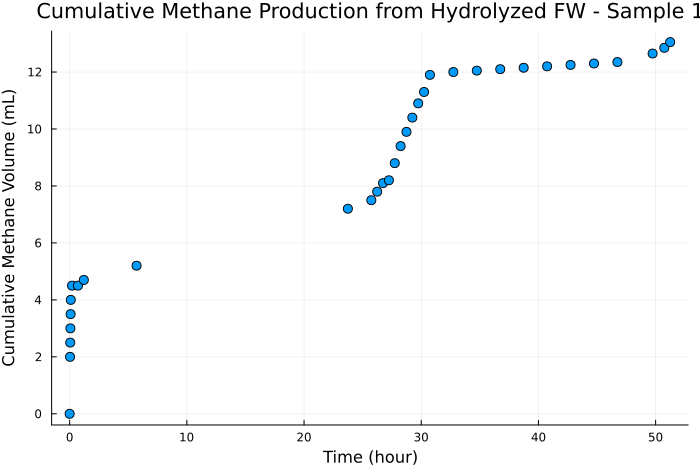 Cumulative Methane Production from Hydrolyzed FW - Sample 1
Cumulative Methane Volume (mL)
12
10
8
6
4
2
0
0 10 20 30 40 50
Time (hour)